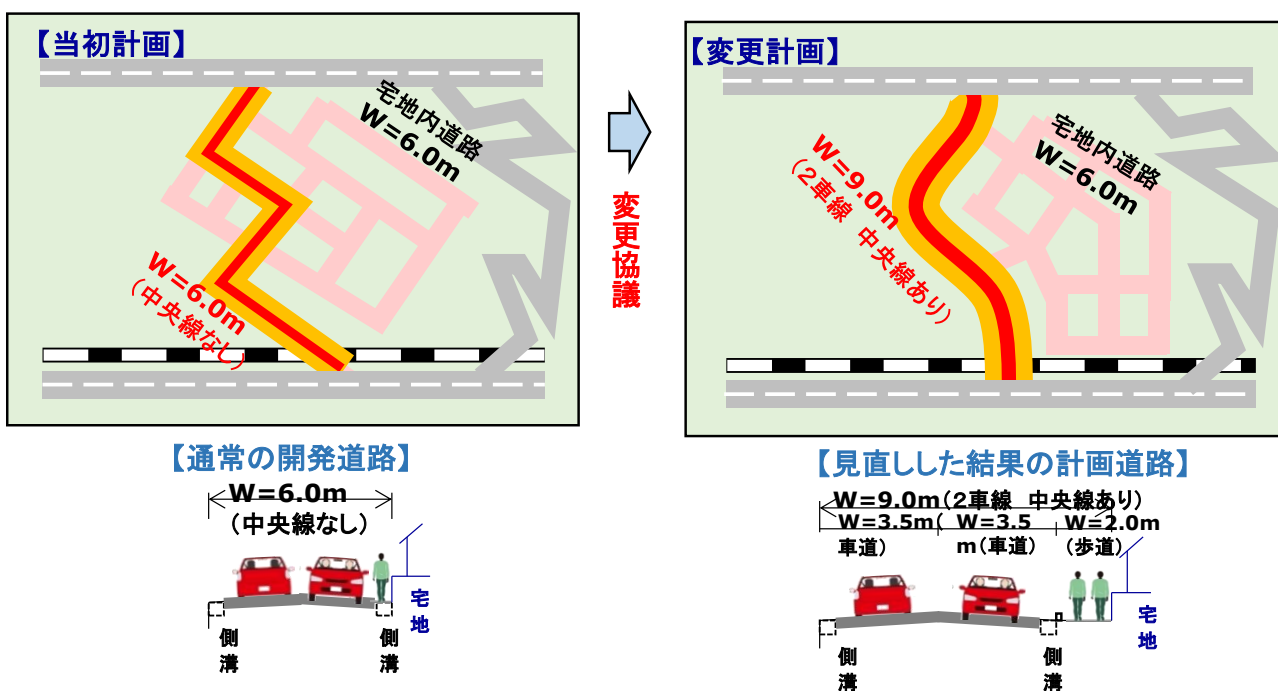 【当初計画】
宅地内道路
W=6.0m
W=6.0m
(中央線なし)
変更協議
【変更計画】
宅地内道路
W=6.0m
W=9.0m
(2車線 中央線あり)
【通常の開発道路】
W=6.0m
(中央線なし)
宅地
側溝
側溝
【見直しした結果の計画道路】
W=9.0m(2車線 中央線あり)
W=3.5m(
車道)
W=3.5
m(車道)
W=2.0m
(歩道)
宅地
側溝
側溝